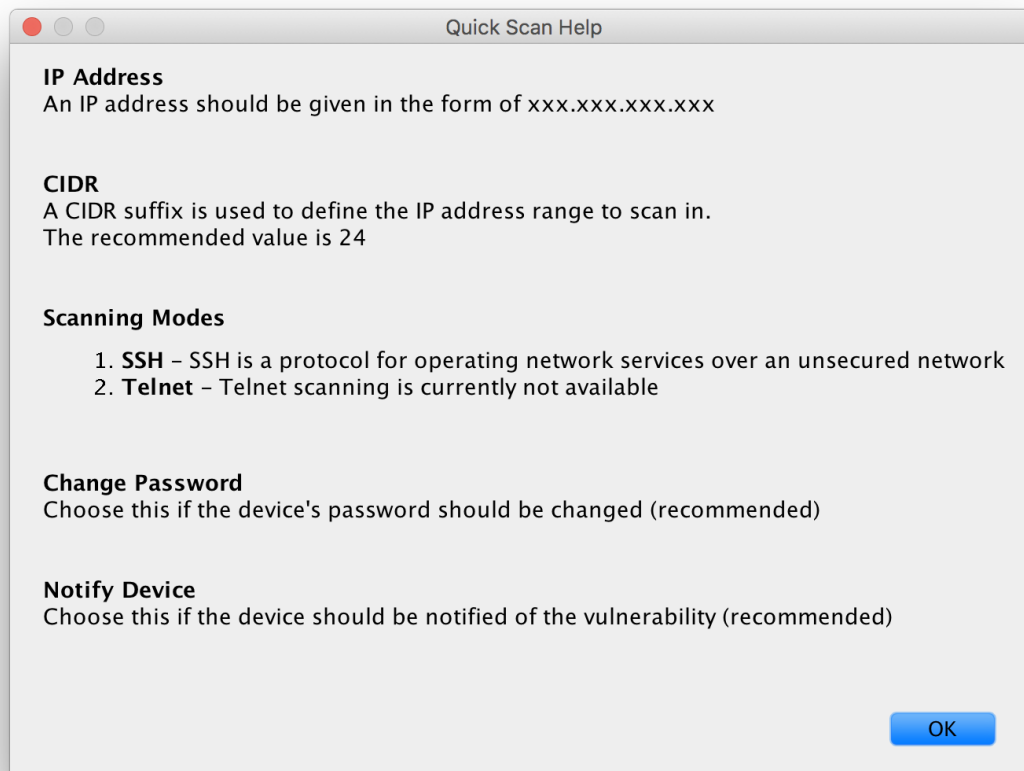 Quick Scan Help
IP Address
An IP address should be given in the form of xxx.xxx.xxx.xxx
CIDR
A CIDR suffix is used to define the IP address range to scan in.
The recommended value is 24
Scanning Modes
1. SSH – SSH is a protocol for operating network services over an unsecured network
2. Telnet – Telnet scanning is currently not available
Change Password
Choose this if the device's password should be changed (recommended)
Notify Device
Choose this if the device should be notified of the vulnerability (recommended)
OK